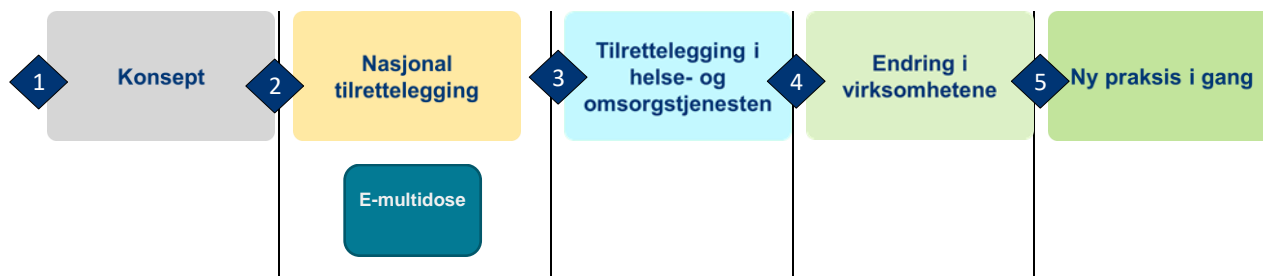 1
Konsept
2
Nasjonal
tilrettelegging
3
Tilrettelegging i
helse- og
omsorgstjenesten
4
Endring i
virksomhetene
5
Ny praksis i gang
E-multidose